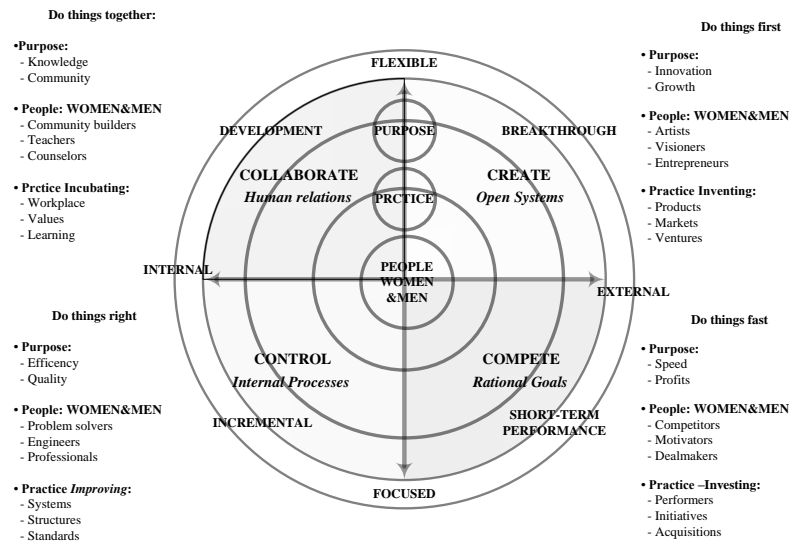 Do things together:
•Purpose:
- Knowledge
- Community
• People: WOMEN&MEN
- Community builders
- Teachers
- Counselors
• Prctice Incubating:
- Workplace
- Values
- Learning
Do things first
• Purpose:
- Innovation
- Growth
• People: WOMEN&MEN
- Artists
- Visioners
- Entrepreneurs
• Practice Inventing:
- Products
- Markets
- Ventures
FLEXIBLE
DEVELOPMENT
PURPOSE
BREAKTHROUGH
COLLABORATE
Human relations
PRCTICE
CREATE
Open Systems
INTERNAL
PEOPLE
WOMEN
&MEN
EXTERNAL
CONTROL
Internal Processes
COMPETE
Rational Goals
INCREMENTAL
SHORT-TERM
PERFORMANCE
FOCUSED
Do things right
• Purpose:
- Efficency
- Quality
• People: WOMEN&MEN
- Problem solvers
- Engineers
- Professionals
• Practice Improving:
- Systems
- Structures
- Standards
Do things fast
• Purpose:
- Speed
- Profits
• People: WOMEN&MEN
- Competitors
- Motivators
- Dealmakers
• Practice –Investing:
- Performers
- Initiatives
- Acquisitions